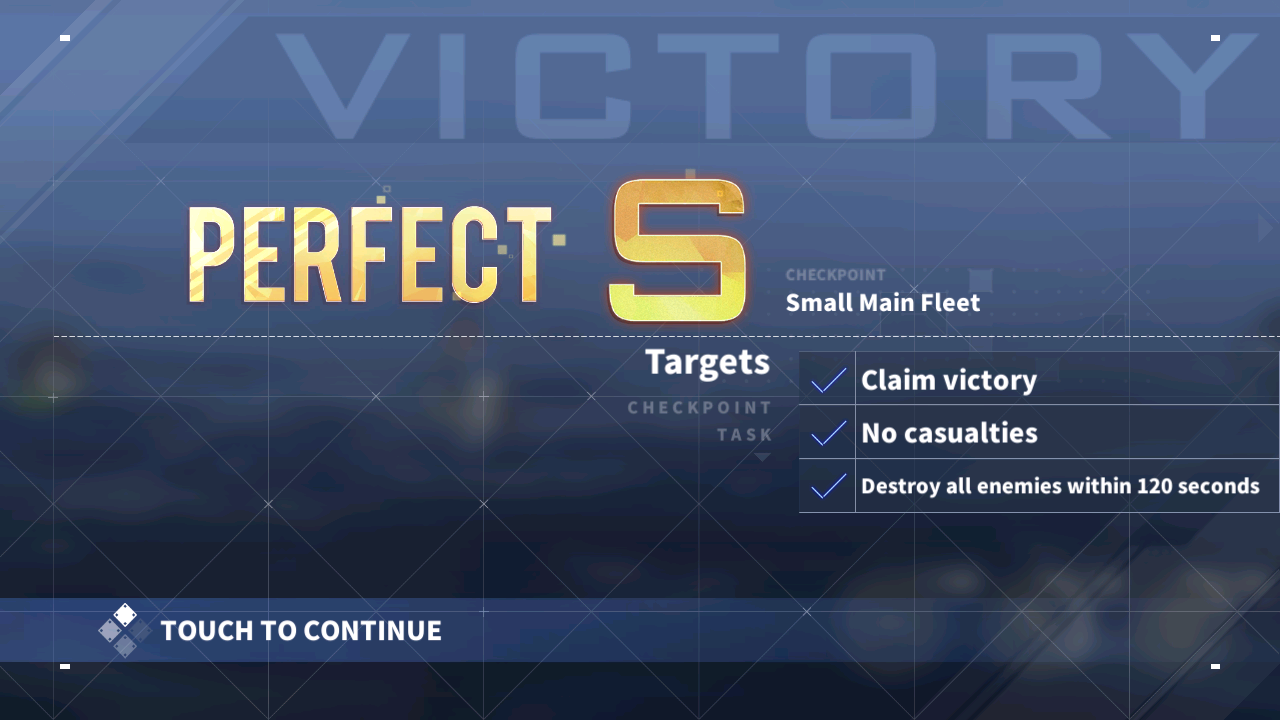 VICTORY
PERFECT S
CHECKPOINT
Small Main Fleet
Targets
CHECKPOINT
TASK
Claim victory
No casualties
Destroy all enemies within 120 seconds
TOUCH TO CONTINUE